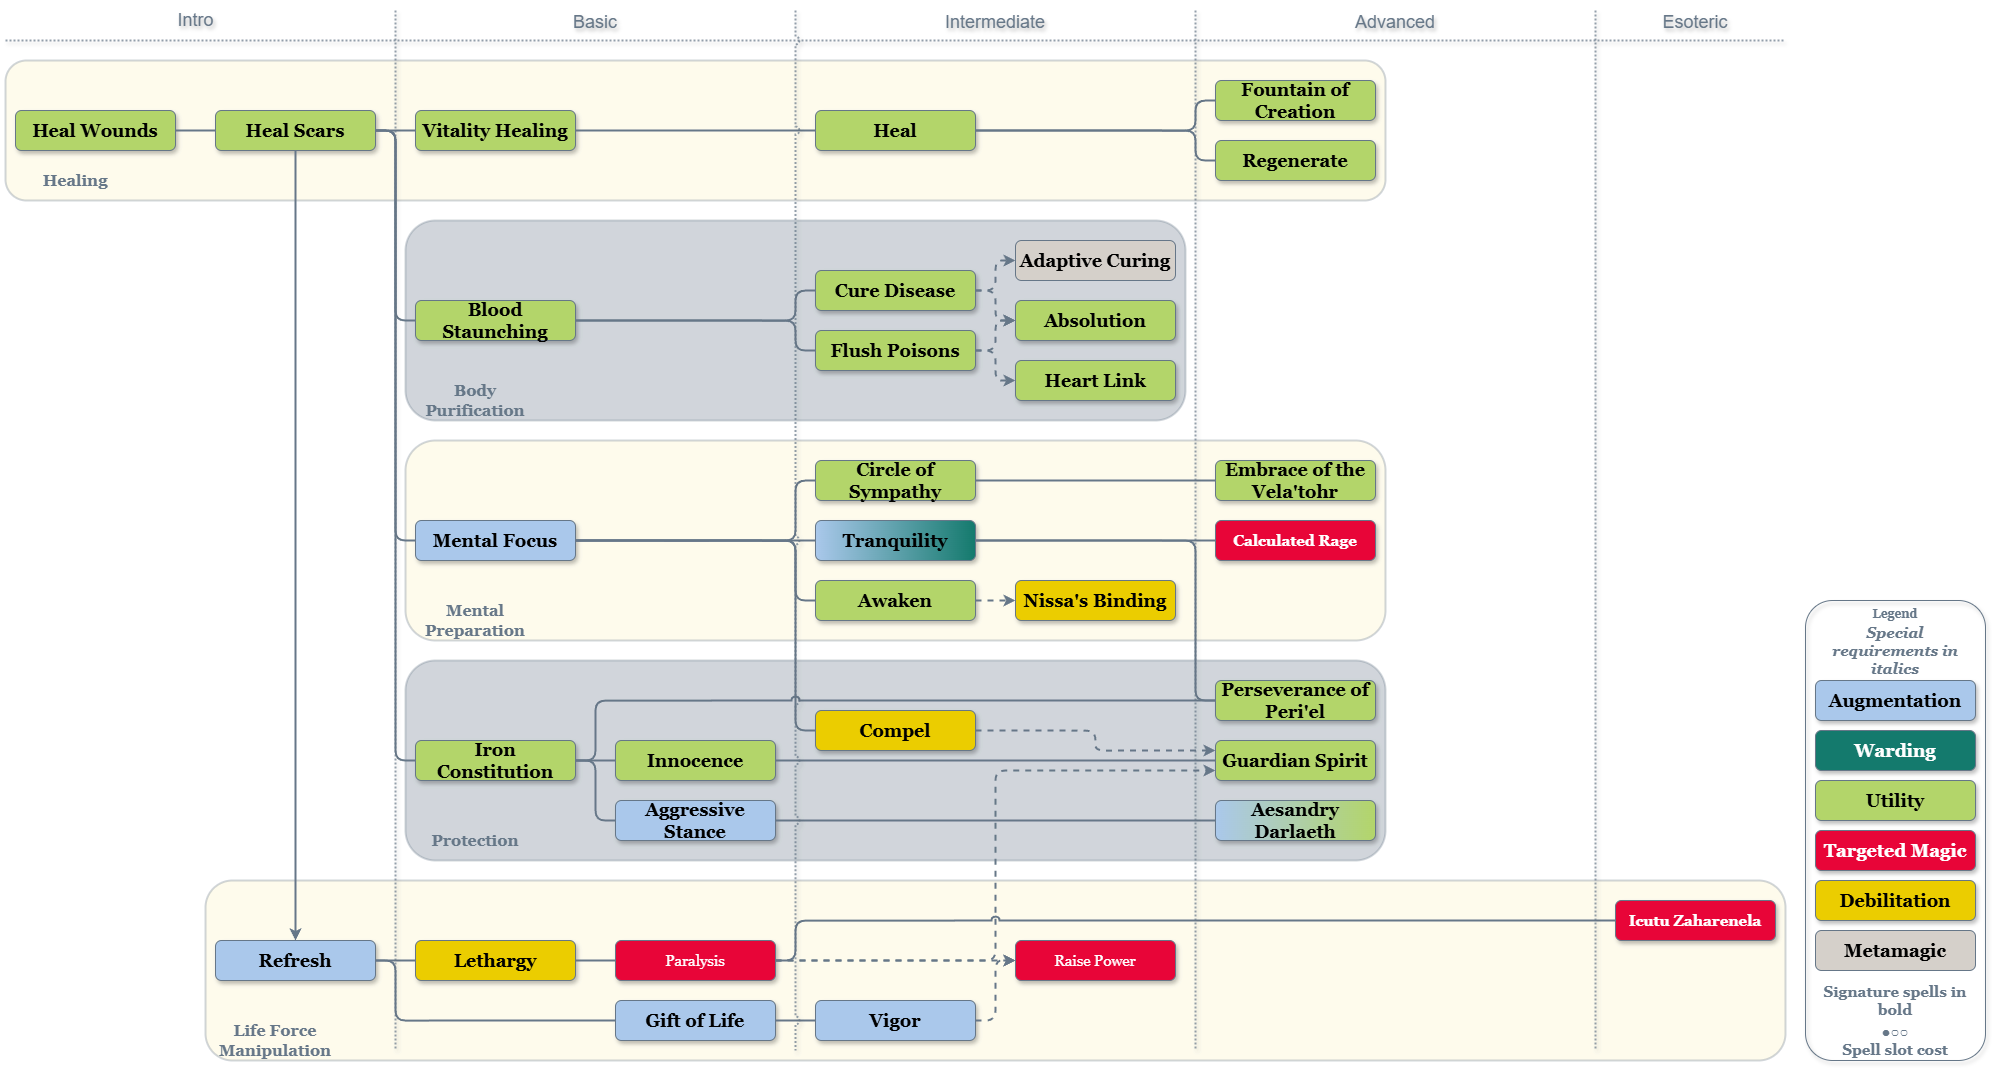 Intro
Basic
Intermediate
Advanced
Esoteric
Heal Wounds
Heal Scars
Vitality Healing
Heal
Fountain of
Creation
Regenerate
Healing
Blood
Staunching
Cure Disease
Flush Poisons
Adaptive Curing
Absolution
Heart Link
Body
Purification
Mental Focus
Circle of
Sympathy
Tranquility
Awaken
Nissa's Binding
Embrace of the
Vela'tohr
Calculated Rage
Mental
Preparation
Iron
Constitution
Innocence
Aggressive
Stance
Compel
Perseverance of
Peri'el
Guardian Spirit
Aesandry
Darlaeth
Protection
Refresh
Lethargy
Paralysis
Raise Power
Icutu Zaharenela
Gift of Life
Vigor
Life Force
Manipulation
Legend
Special
requirements in
italics
Augmentation
Warding
Utility
Targeted Magic
Debilitation
Metamagic
Signature spells in
bold
●○○
Spell slot cost